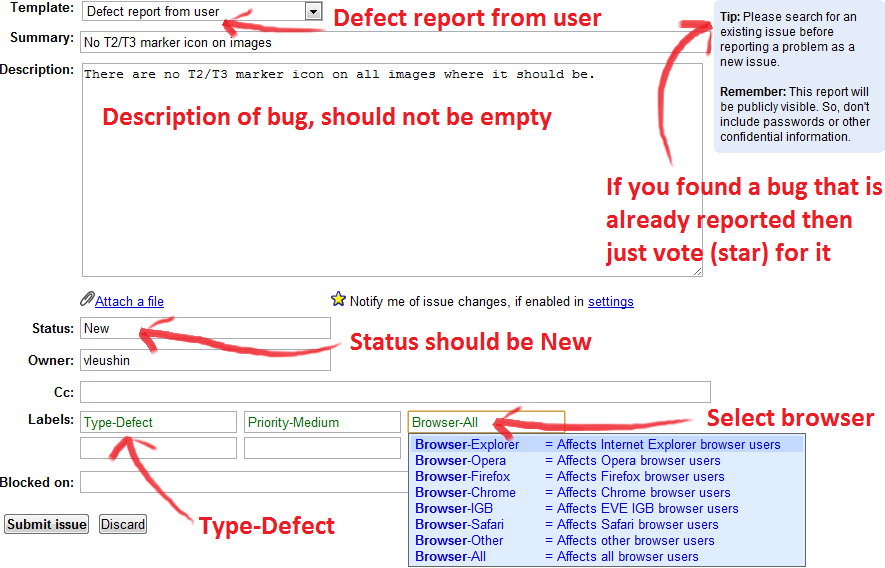 Template: Defect report from user
Defect report from user
Summary: No T2/T3 marker icon on images
Description: There are no T2/T3 marker icon on all images where it should be.
Description of bug, should not be empty
Tip: Please search for an
existing issue before
reporting a problem as a
new issue.
Remember: This report will
be publicly visible. So, don't
include passwords or other
confidential information.
If you found a bug that is
already reported then
just vote (star) for it
Attach a file
Notify me of issue changes, if enabled in settings
Status: New
Status should be New
Owner: vleushin
Cc:
Labels: Type-Defect Priority-Medium Browser-All
Select browser
Browser-Explorer = Affects Internet Explorer browser users
Browser-Opera = Affects Opera browser users
Browser-Firefox = Affects Firefox browser users
Browser-Chrome = Affects Chrome browser users
Browser-IGB = Affects EVE IGB browser users
Browser-Safari = Affects Safari browser users
Browser-Other = Affects other browser users
Browser-All = Affects all browser users
Blocked on:
Type-Defect
Submit issue Discard